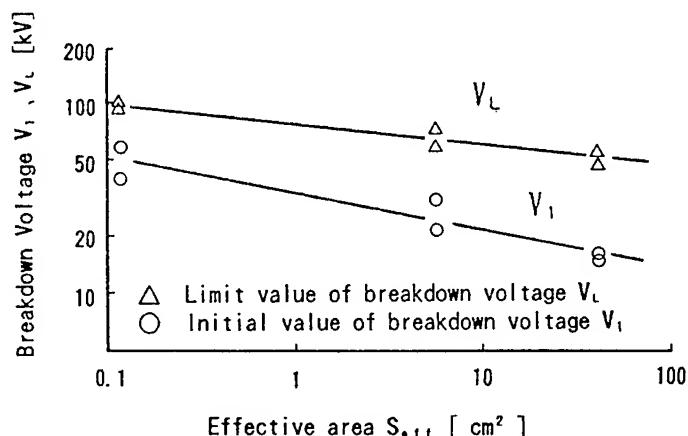 Breakdown Voltage V₁, V_L [kV]
200
100
50
20
10
V_L
V₁
△ Limit value of breakdown voltage V_L
○ Initial value of breakdown voltage V₁
0.1 1 10 100
Effective area S_eff [ cm² ]